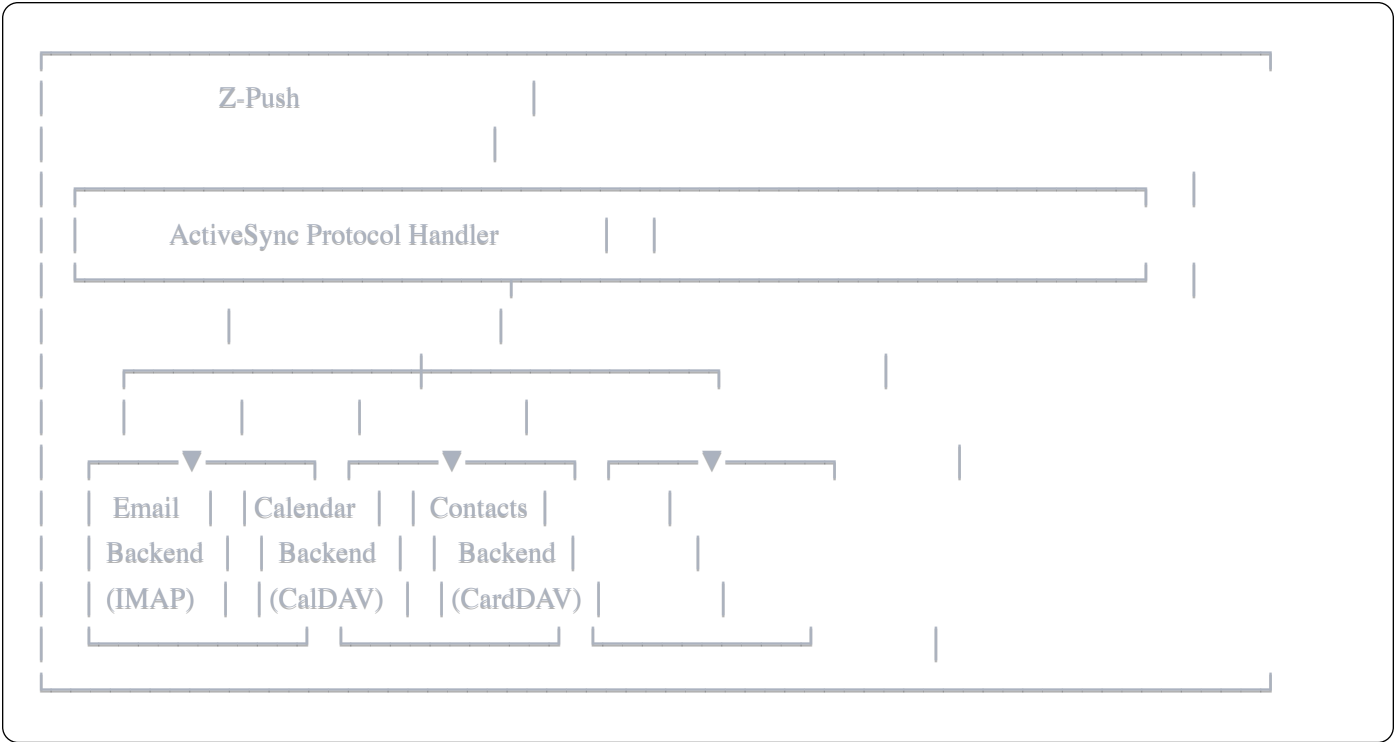 Z-Push
ActiveSync Protocol Handler
Email Calendar Contacts
Backend Backend Backend
(IMAP) (CalDAV) (CardDAV)